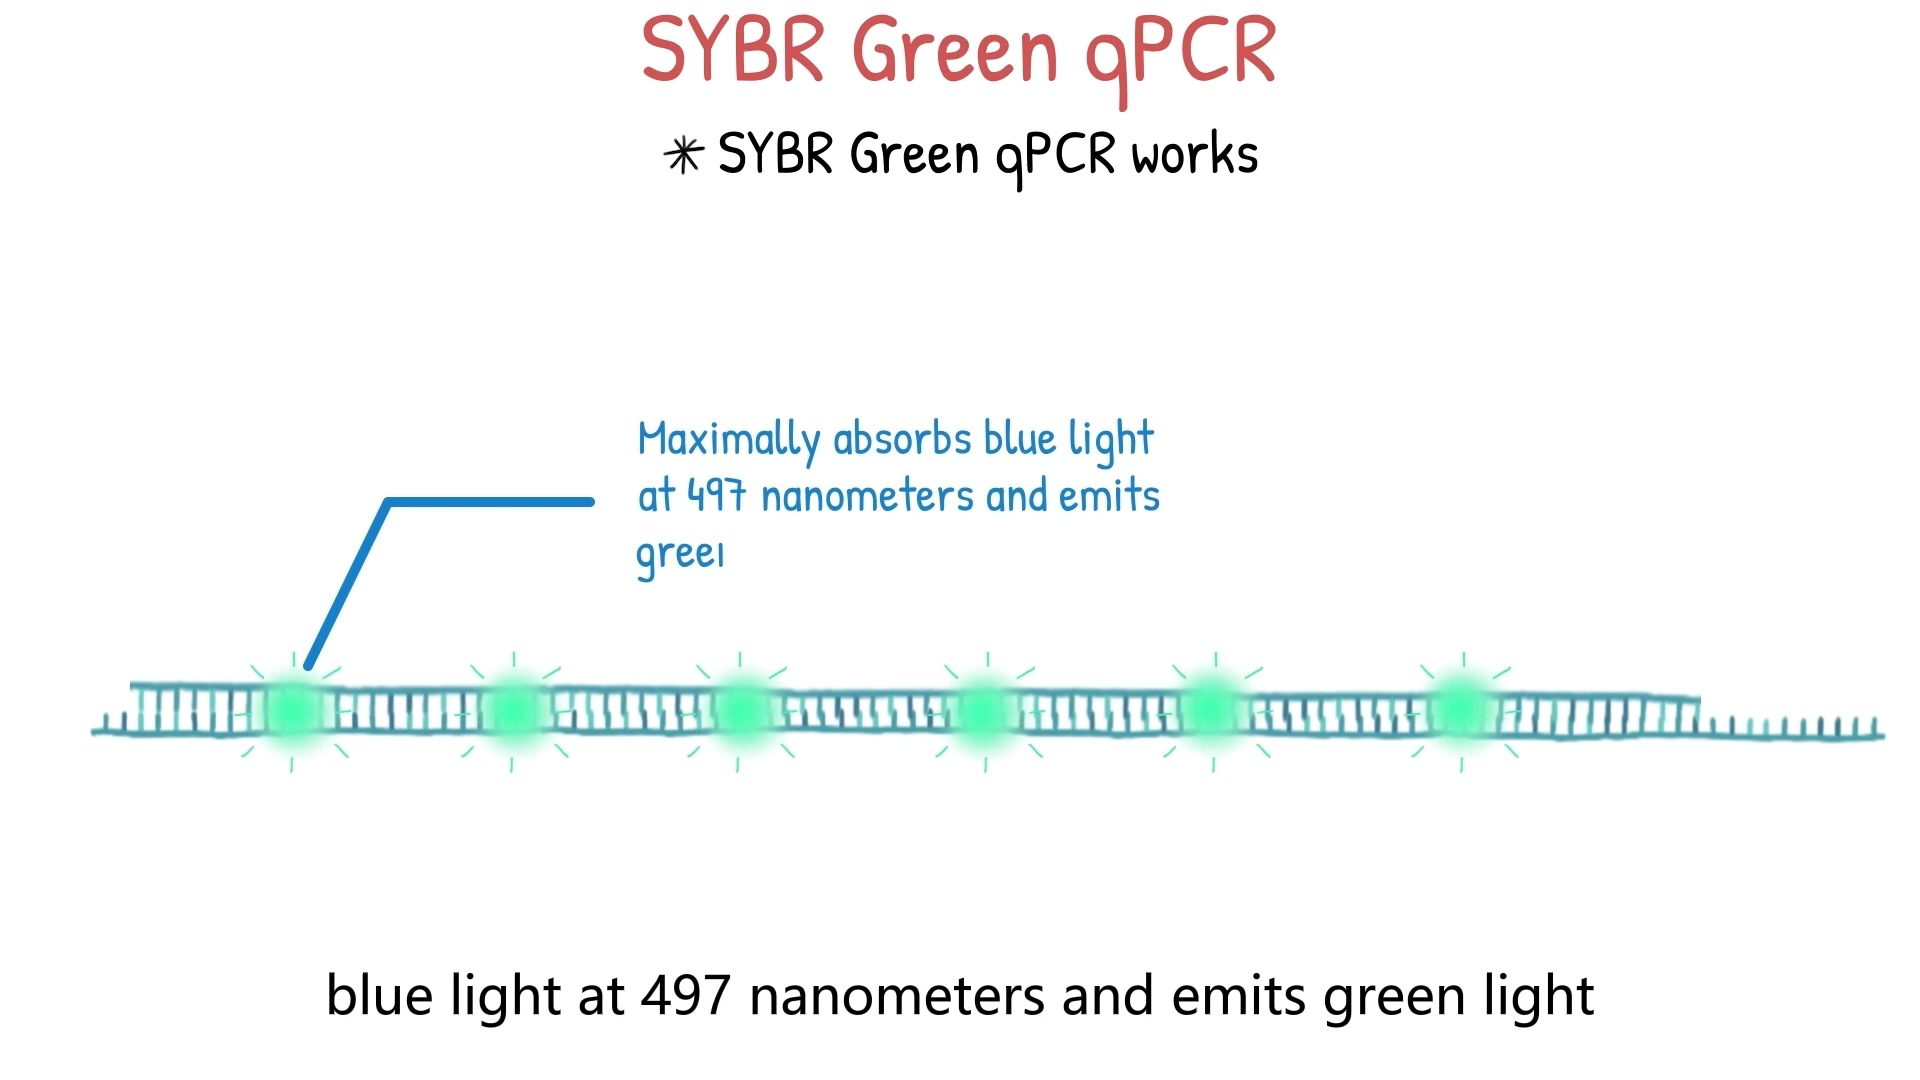 SYBR Green qPCR
✳ SYBR Green qPCR works
Maximally absorbs blue light
at 497 nanometers and emits
gree
blue light at 497 nanometers and emits green light